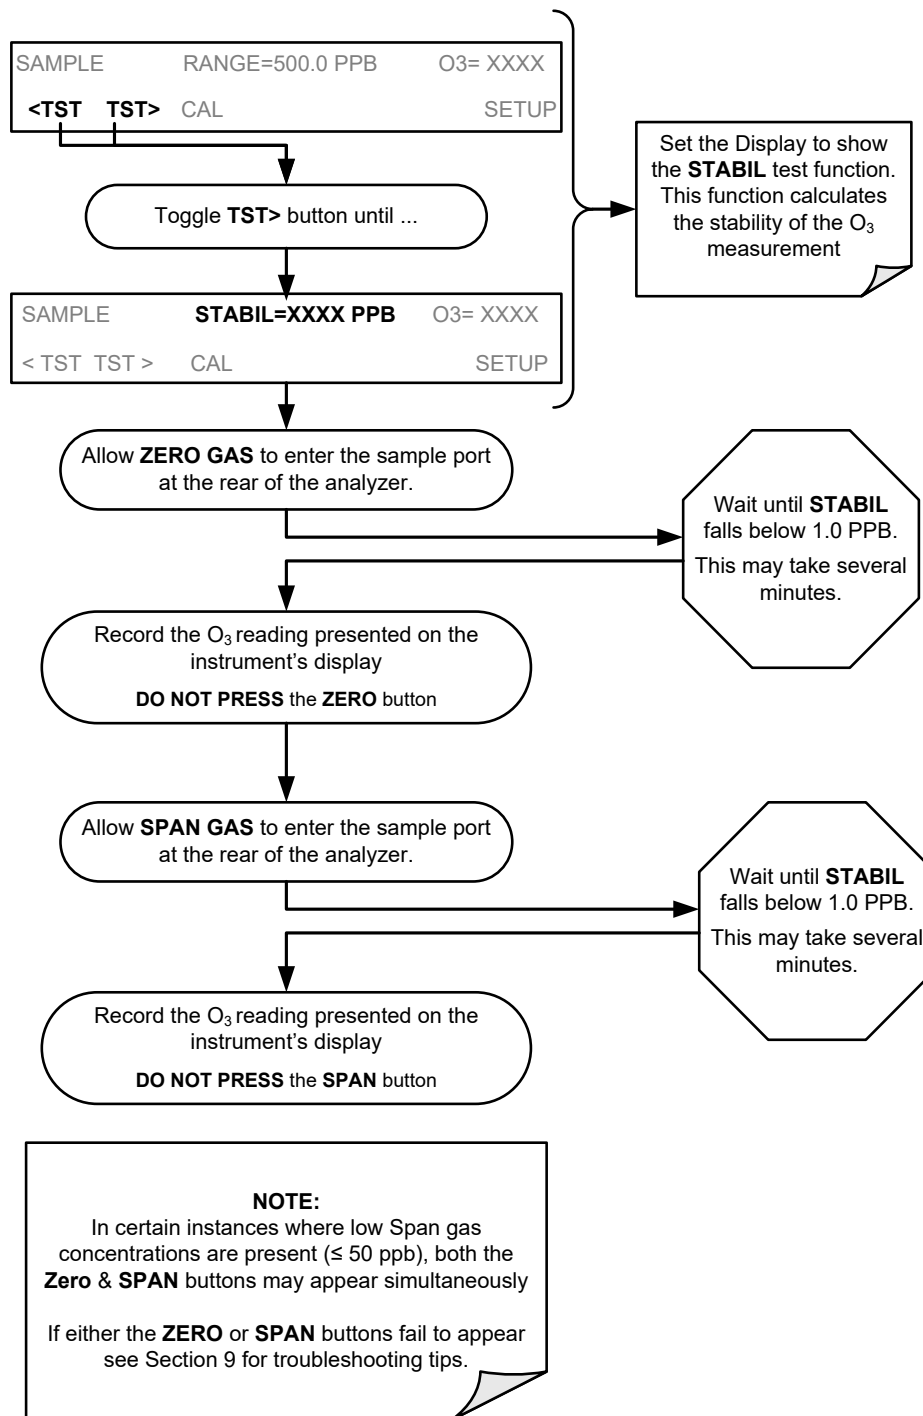 SAMPLE RANGE=500.0 PPB O3= XXXX
<TST TST> CAL SETUP
Toggle TST> button until ...
SAMPLE STABIL=XXXX PPB O3= XXXX
< TST TST > CAL SETUP
Set the Display to show
the STABIL test function.
This function calculates
the stability of the O3
measurement
Allow ZERO GAS to enter the sample port
at the rear of the analyzer.
Wait until STABIL
falls below 1.0 PPB.
This may take several
minutes.
Record the O3 reading presented on the
instrument's display
DO NOT PRESS the ZERO button
Allow SPAN GAS to enter the sample port
at the rear of the analyzer.
Wait until STABIL
falls below 1.0 PPB.
This may take several
minutes.
Record the O3 reading presented on the
instrument's display
DO NOT PRESS the SPAN button
NOTE:
In certain instances where low Span gas
concentrations are present (≤ 50 ppb), both the
Zero & SPAN buttons may appear simultaneously
If either the ZERO or SPAN buttons fail to appear
see Section 9 for troubleshooting tips.